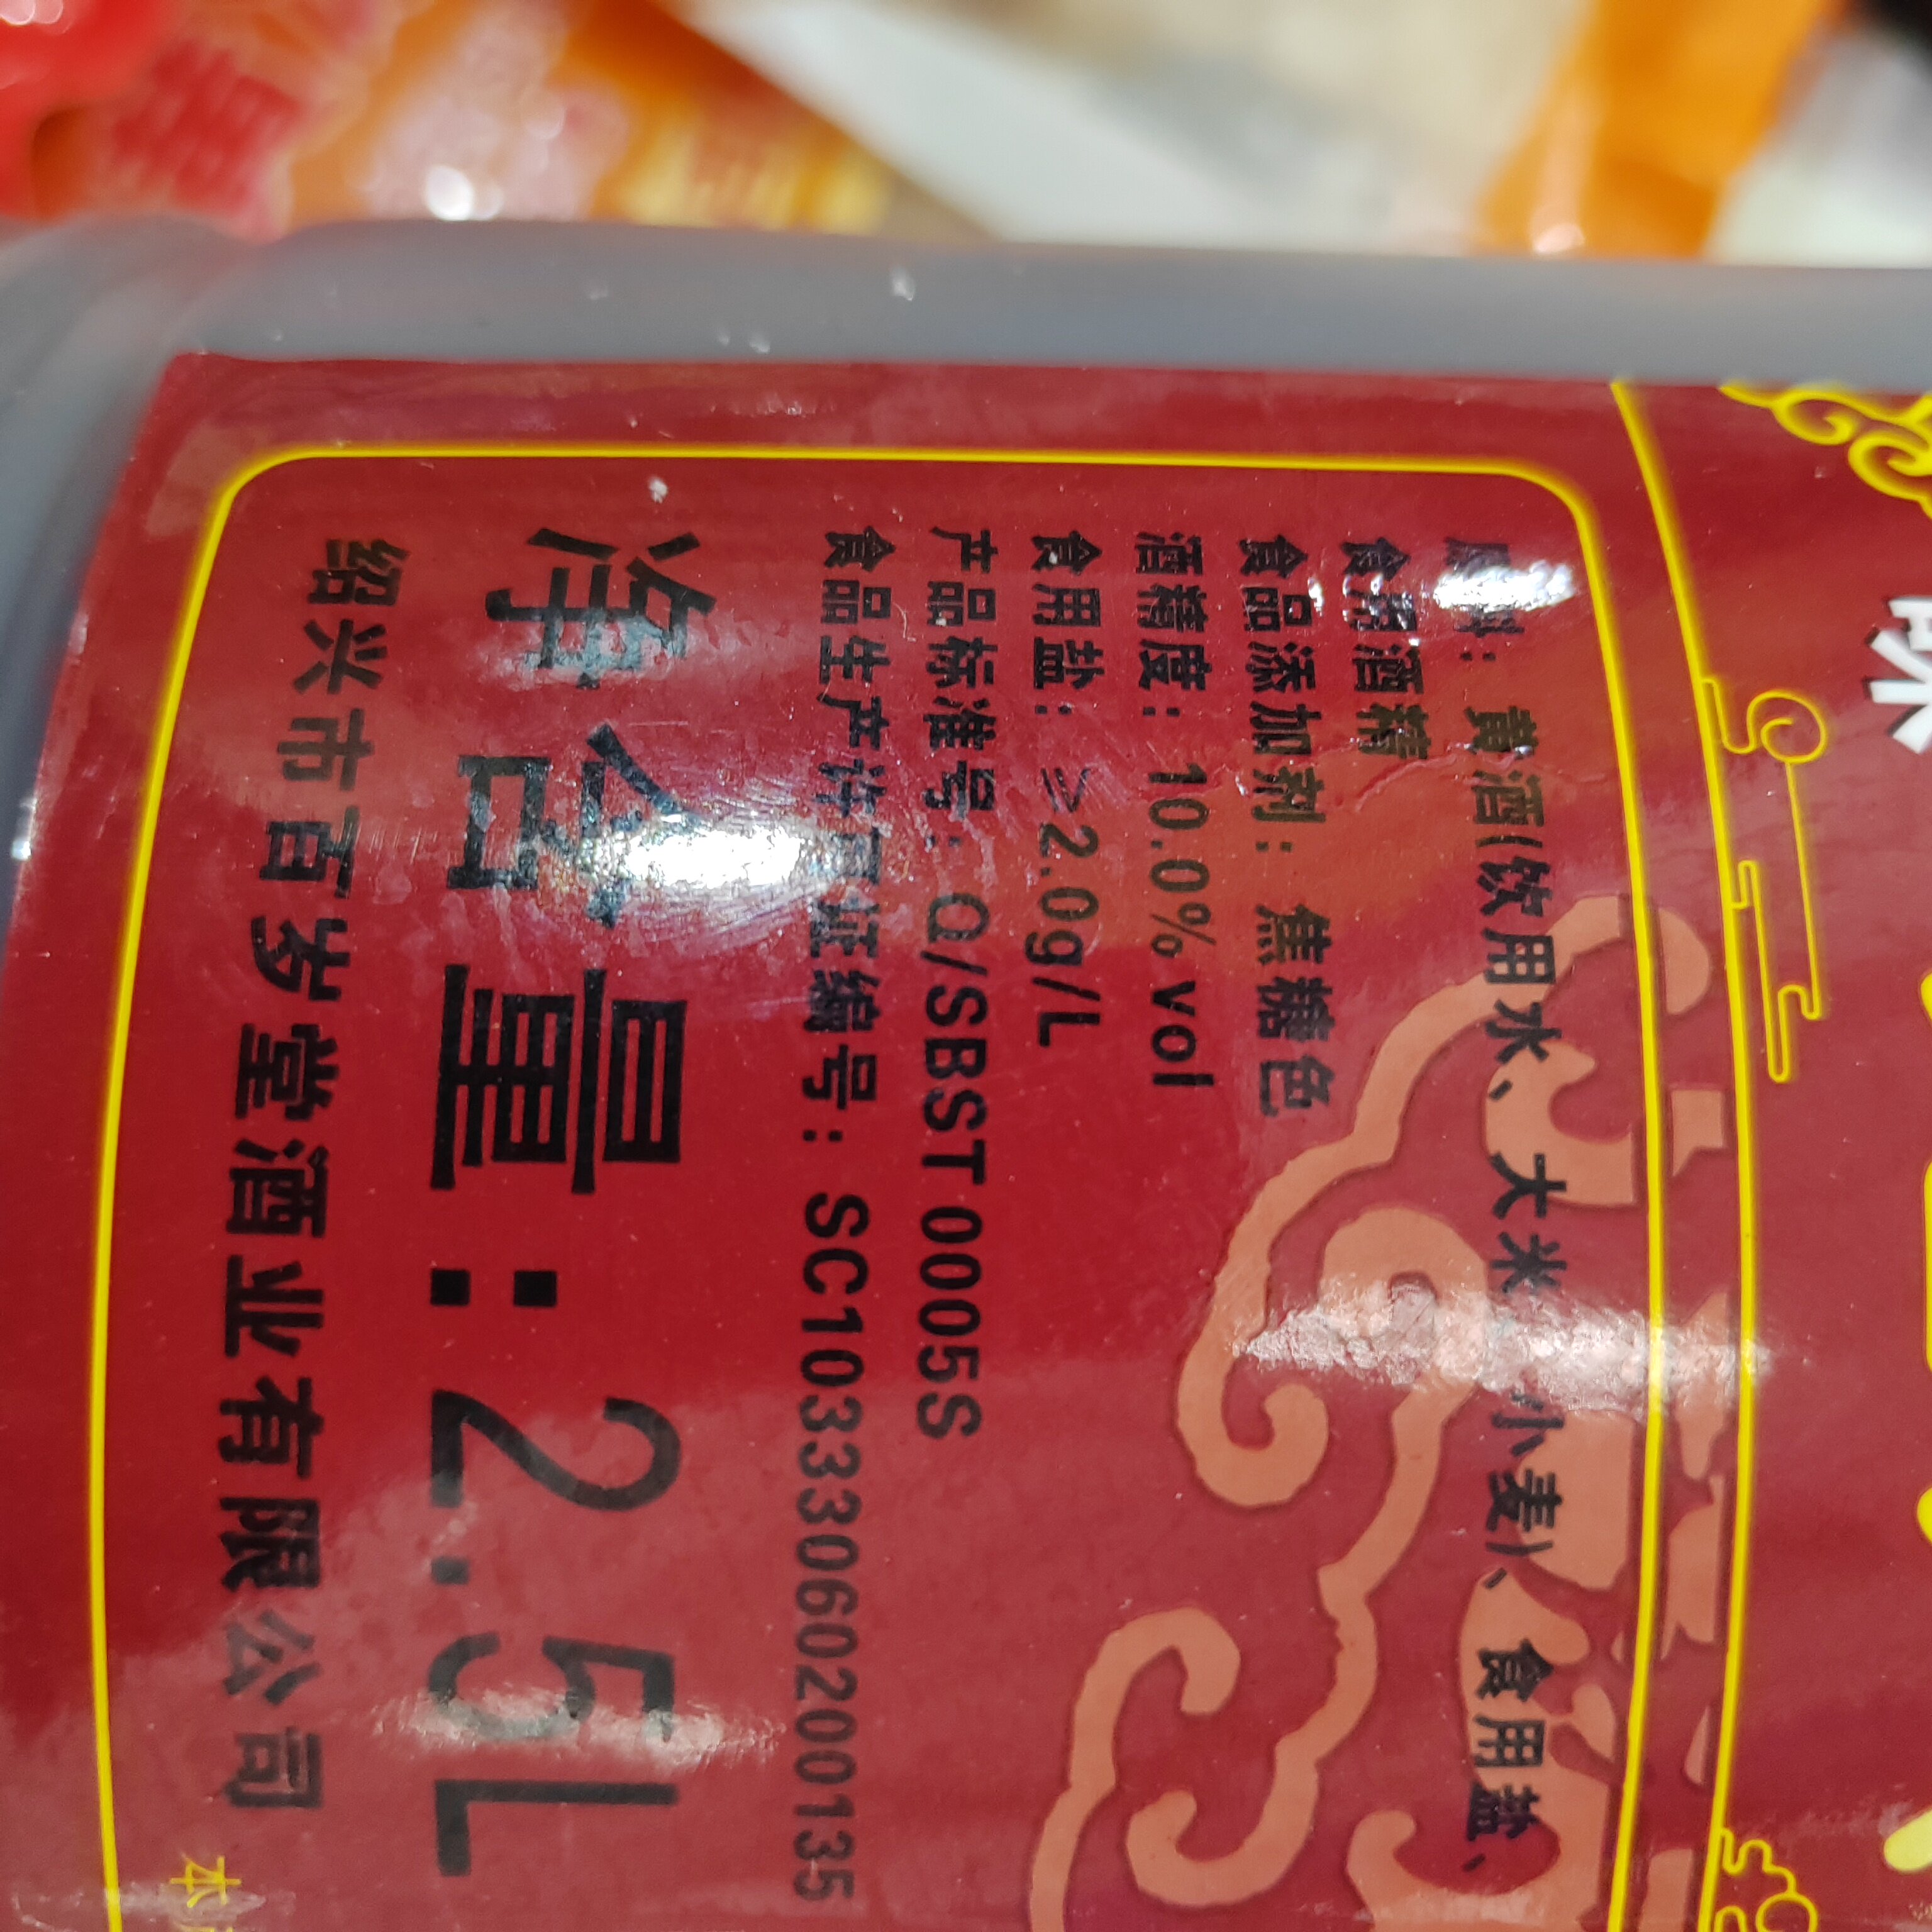 原料：黄酒(饮用水、大米、小麦)、食用盐、
食用酒精
食品添加剂：焦糖色
酒精度：10.0%vol
食用盐：≥2.0g/L
产品标准号：Q/SBST 0005S
食品生产许可证编号：SC10333060200135
净含量：2.5L
绍兴市百岁堂酒业有限公司
本
味